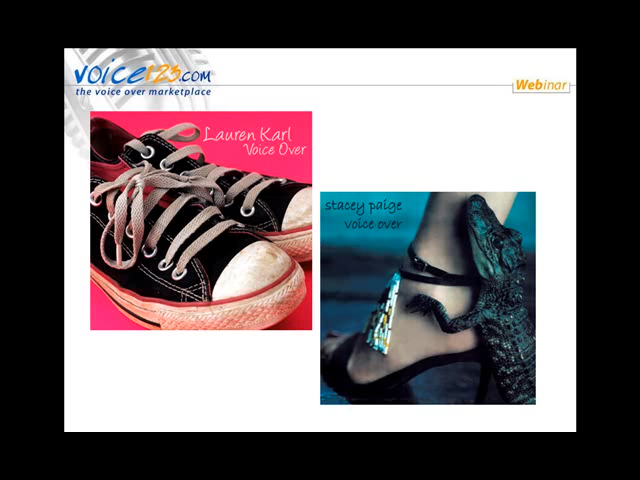 voice123.com
the voice over marketplace
Webinar
Lauren Karl
Voice Over
stacey paige
voice over